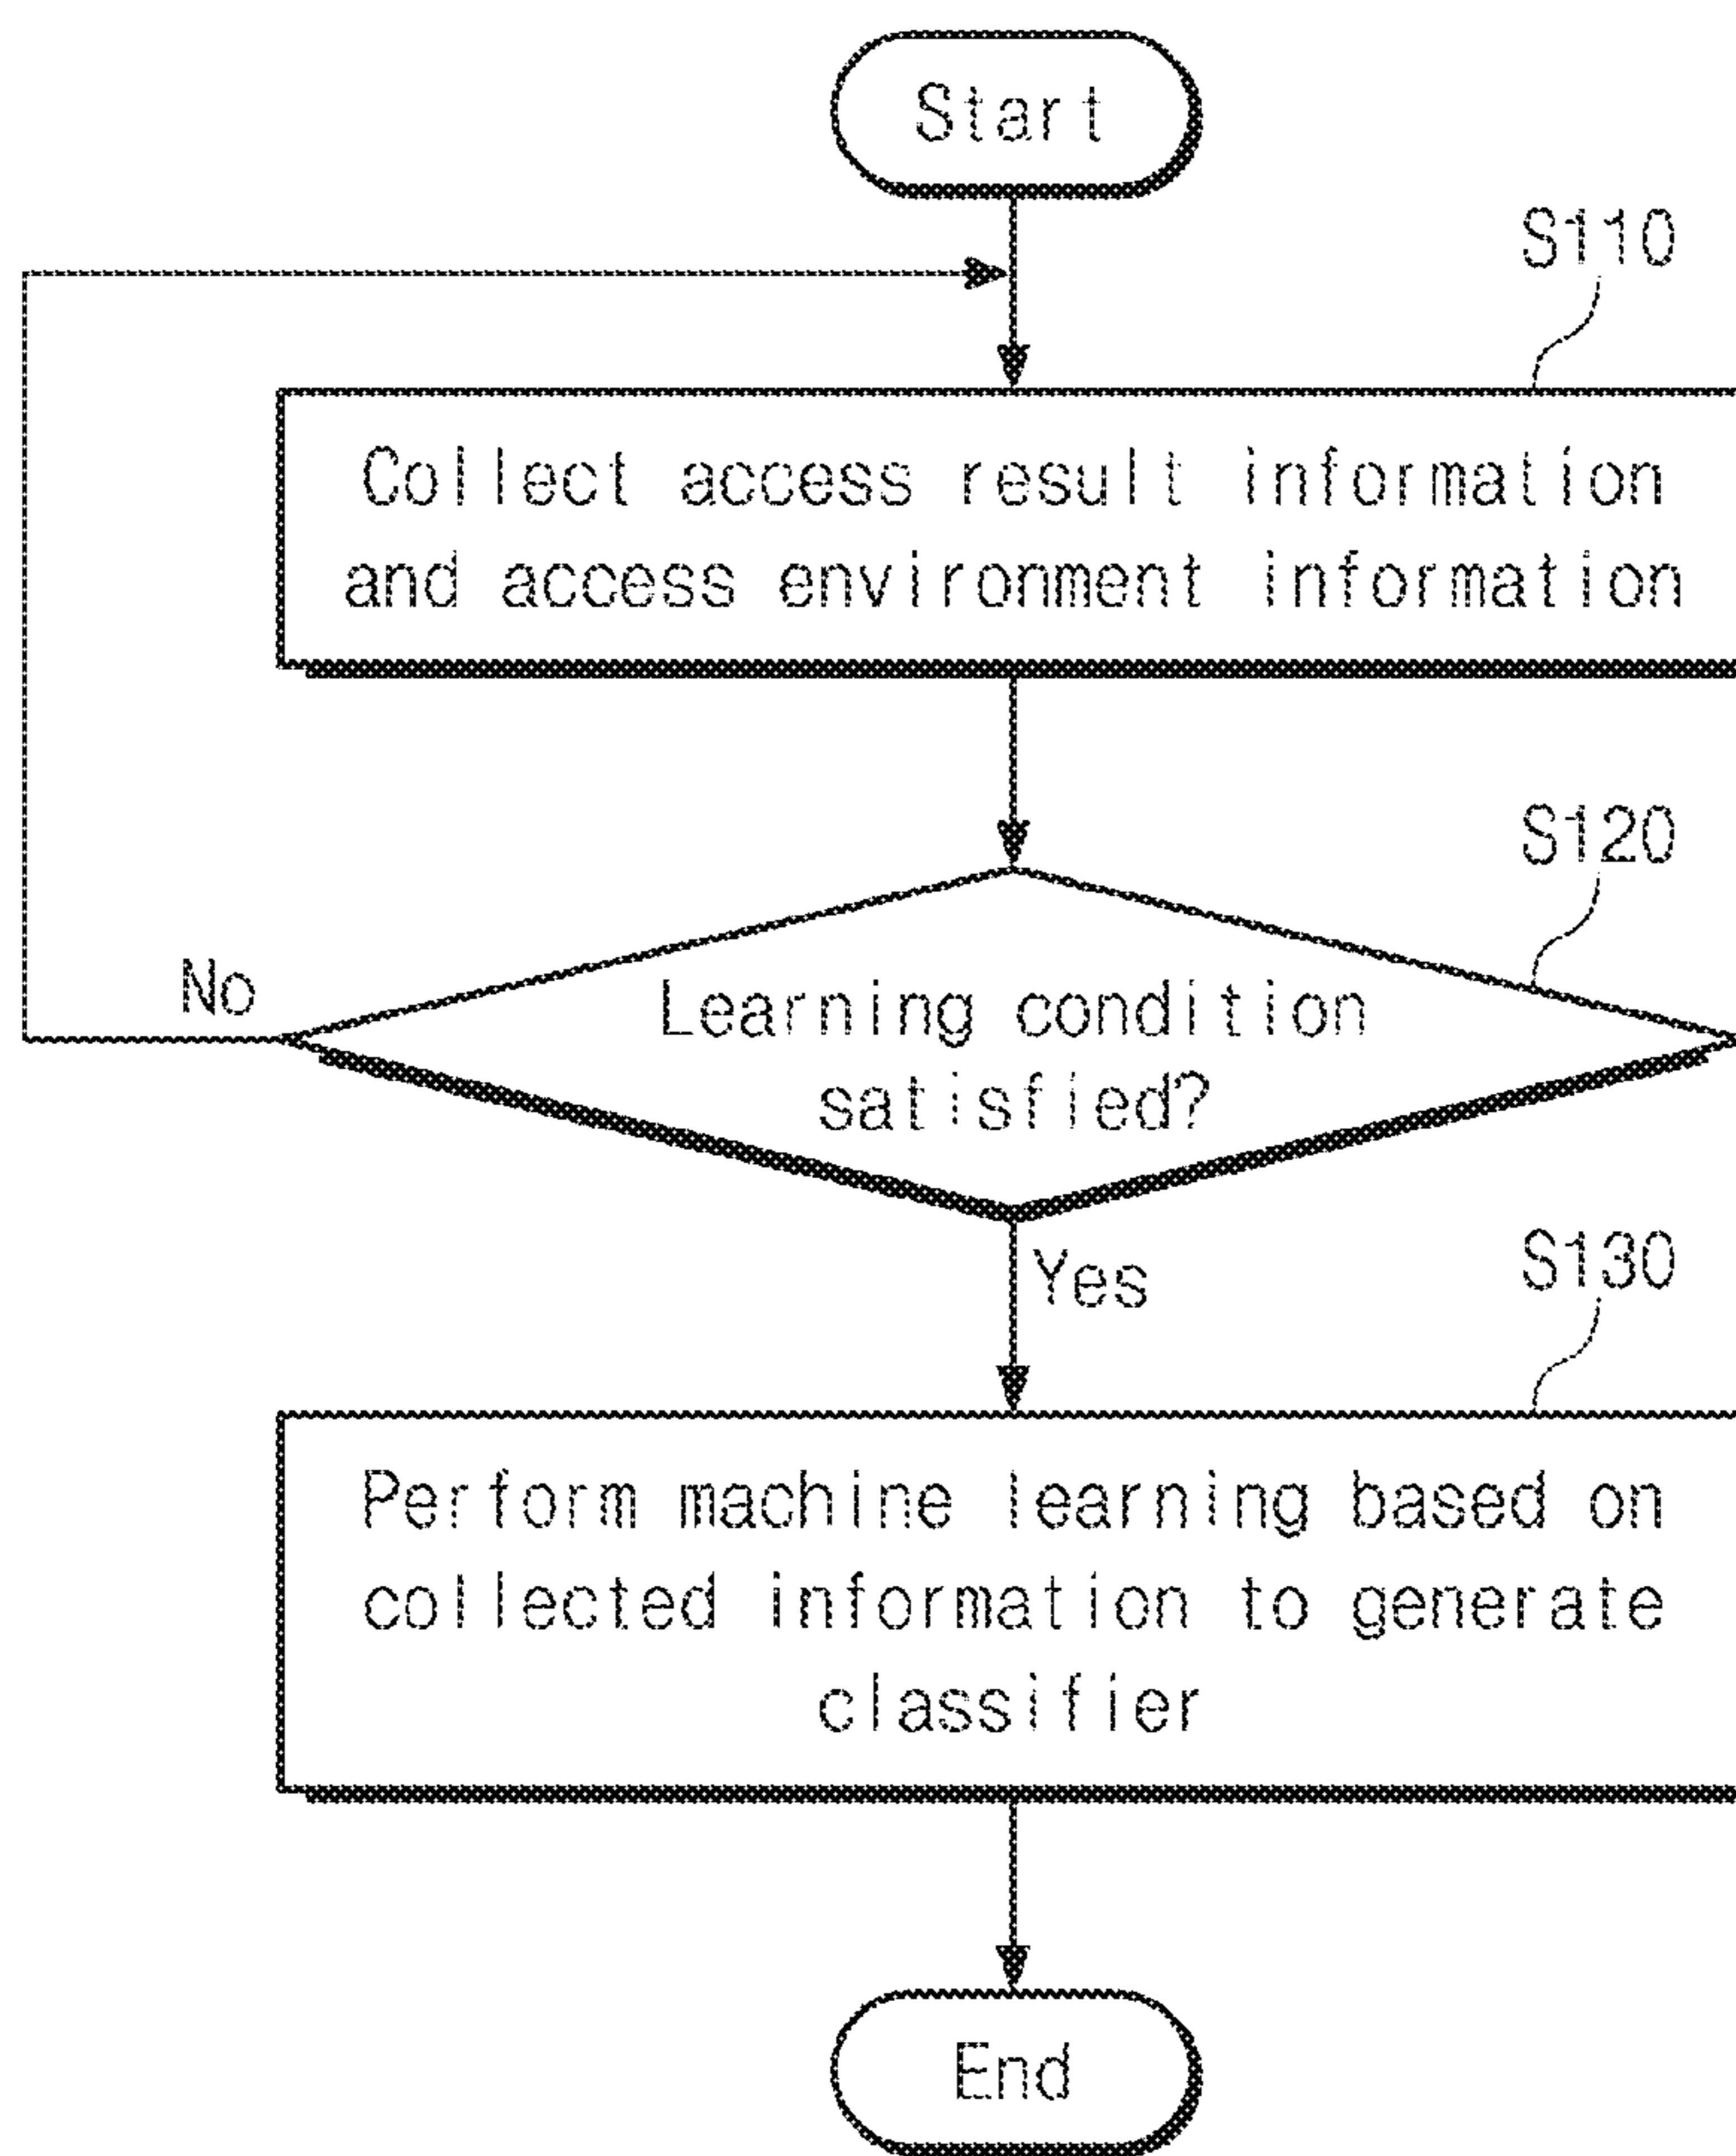 Start
S110
Collect access result information
and access environment information
S120
No
Learning condition
satisfied?
Yes
S130
Perform machine learning based on
collected information to generate
classifier
End